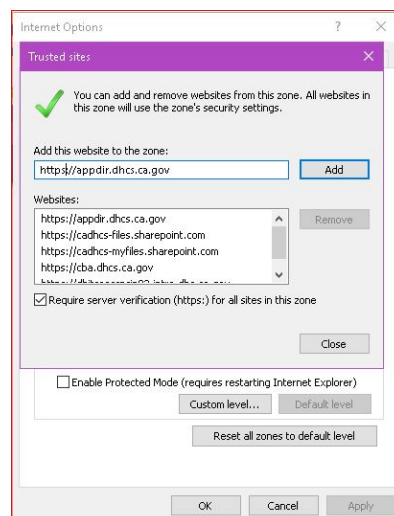 Internet Options
Trusted sites
You can add and remove websites from this zone. All websites in
this zone will use the zone's security settings.
Add this website to the zone:
https://appdir.dhcs.ca.gov
Add
Websites:
https://appdir.dhcs.ca.gov
Remove
https://cadhcs-files.sharepoint.com
https://cadhcs-myfiles.sharepoint.com
https://cba.dhcs.ca.gov
Require server verification (https:) for all sites in this zone
Close
Enable Protected Mode (requires restarting Internet Explorer)
Custom level...
Default level
Reset all zones to default level
OK
Cancel
Apply